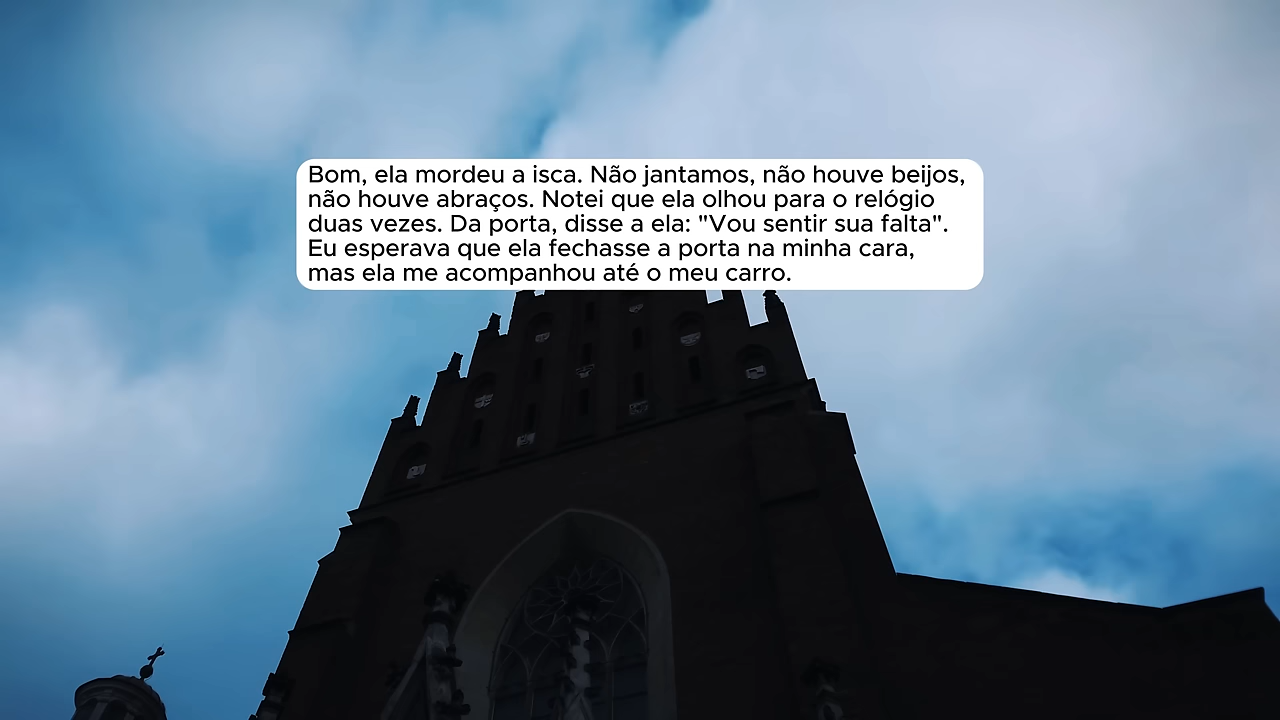 Bom, ela mordeu a isca. Não jantamos, não houve beijos,
não houve abraços. Notei que ela olhou para o relógio
duas vezes. Da porta, disse a ela: "Vou sentir sua falta".
Eu esperava que ela fechasse a porta na minha cara,
mas ela me acompanhou até o meu carro.